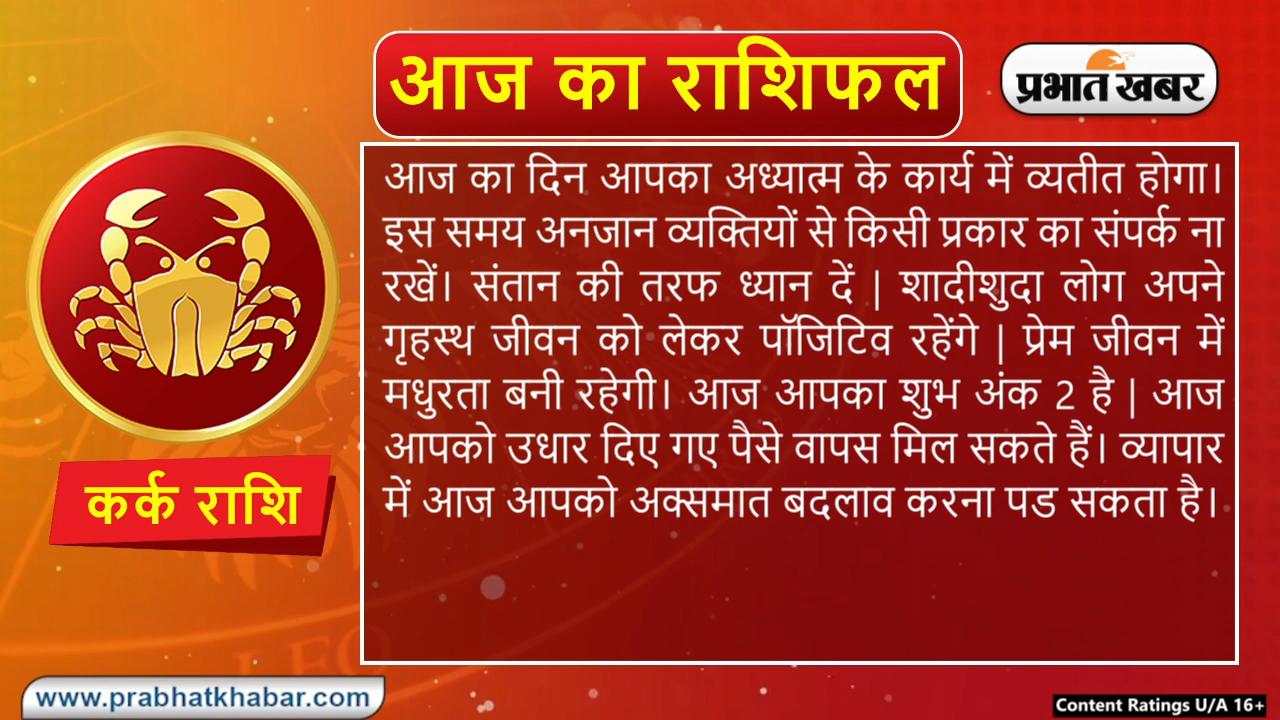 आज का राशिफल
प्रभात खबर
आज का दिन आपका अध्यात्म के कार्य में व्यतीत होगा।
इस समय अनजान व्यक्तियों से किसी प्रकार का संपर्क ना
रखें। संतान की तरफ ध्यान दें | शादीशुदा लोग अपने
गृहस्थ जीवन को लेकर पॉजिटिव रहेंगे | प्रेम जीवन में
मधुरता बनी रहेगी। आज आपका शुभ अंक 2 है | आज
आपको उधार दिए गए पैसे वापस मिल सकते हैं। व्यापार
में आज आपको अक्समात बदलाव करना पड सकता है।
कर्क राशि
LEO
www.prabhatkhabar.com
Content Ratings U/A 16+